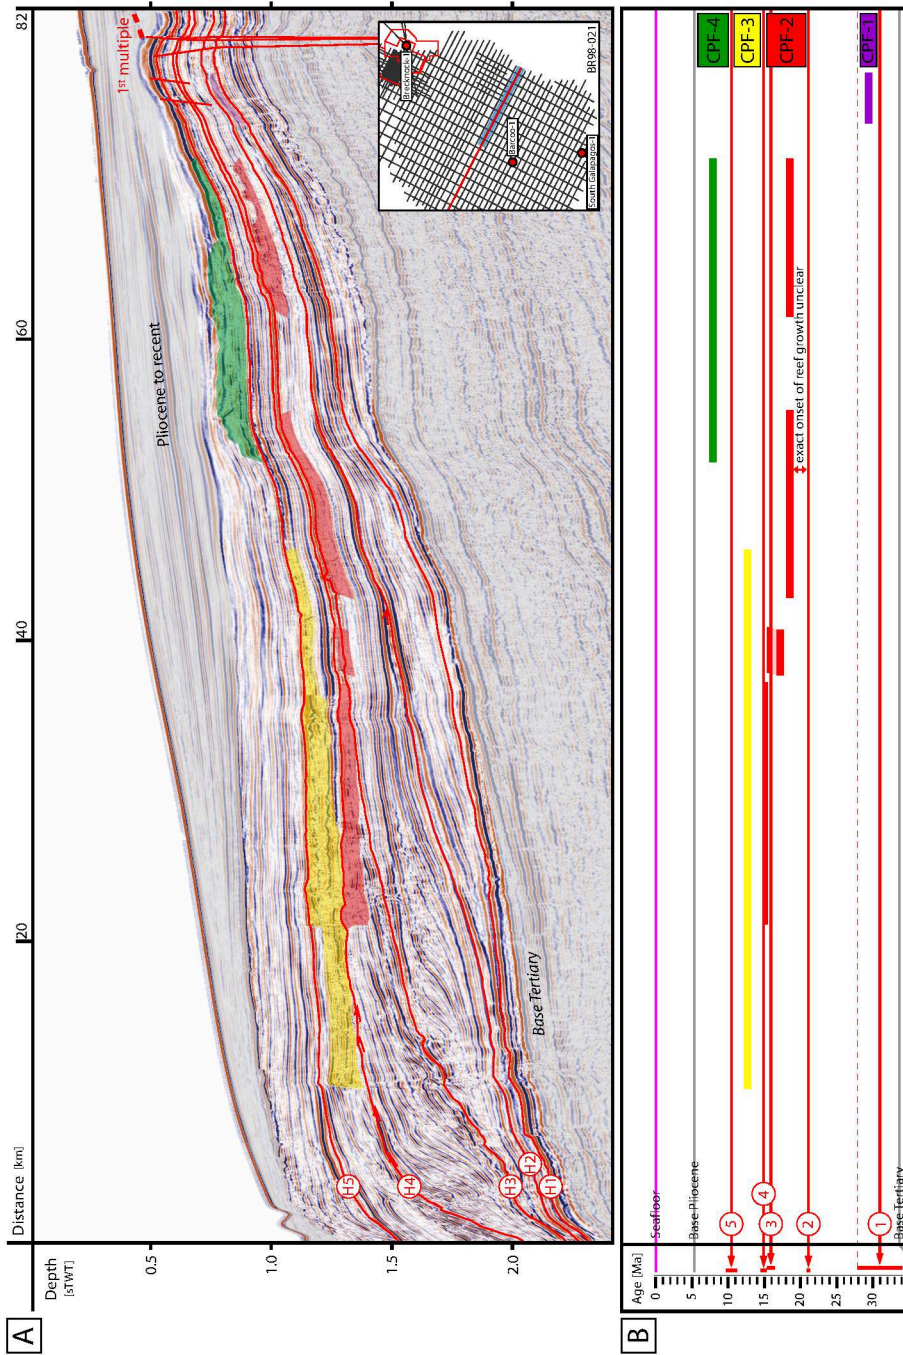 A
Distance [km]
20
40
60
82
Depth
[sTWT]
0.5
1.0
1.5
2.0
1st multiple
Pliocene to recent
Base Tertiary
H5
H4
H3
H2
H1
Brecknock-1
Barcoo-1
South Galapagos-1
BR98-021
B
Age [Ma]
0
5
10
15
20
25
30
Seafloor
Base Pliocene
Base Tertiary
5
4
3
2
1
exact onset of reef growth unclear
CPF-4
CPF-3
CPF-2
CPF-1